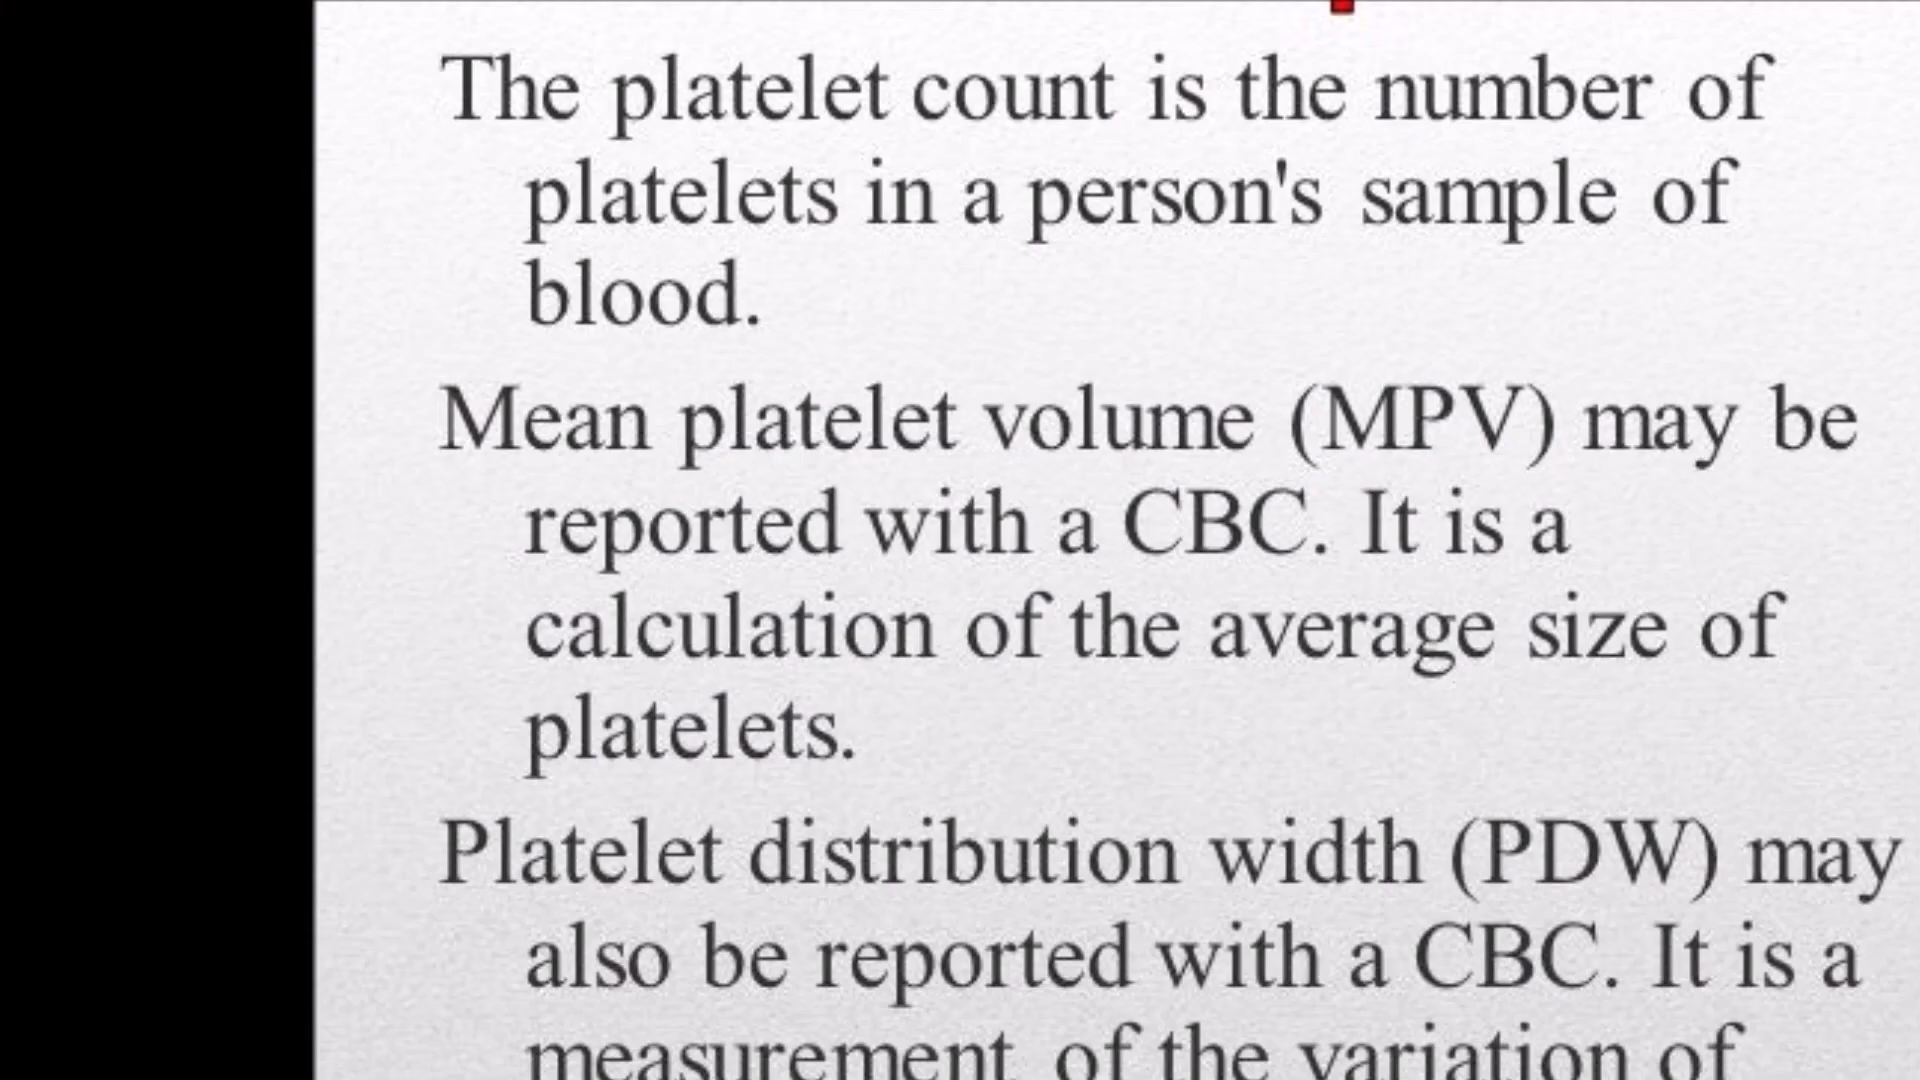 The platelet count is the number of
platelets in a person's sample of
blood.
Mean platelet volume (MPV) may be
reported with a CBC. It is a
calculation of the average size of
platelets.
Platelet distribution width (PDW) may
also be reported with a CBC. It is a
measurement of the variation of